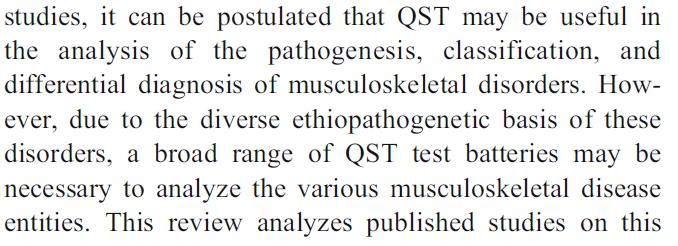 studies, it can be postulated that QST may be useful in
the analysis of the pathogenesis, classification, and
differential diagnosis of musculoskeletal disorders. How-
ever, due to the diverse ethiopathogenetic basis of these
disorders, a broad range of QST test batteries may be
necessary to analyze the various musculoskeletal disease
entities. This review analyzes published studies on this